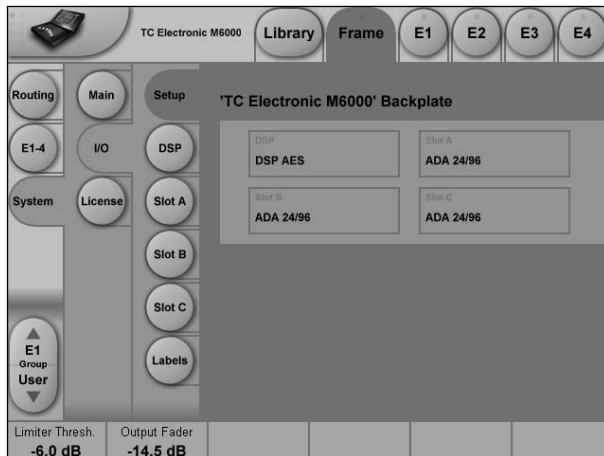 TC Electronic M6000
Library
Frame
E1
E2
E3
E4
Routing
Main
Setup
'TC Electronic M6000' Backplate
E1-4
I/O
DSP
DSP
DSP AES
Slot A
ADA 24/96
System
License
Slot A
Slot B
ADA 24/96
Slot C
ADA 24/96
Slot B
Slot C
E1
Group
User
Labels
Limiter Thresh.
-6.0 dB
Output Fader
-14.5 dB